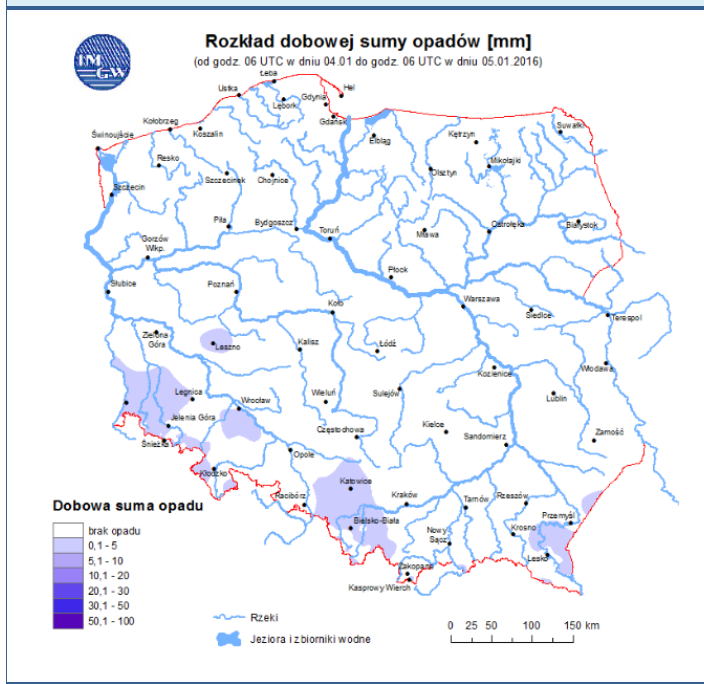 IM
GW
Rozkład dobowej sumy opadów [mm]
(od godz. 06 UTC w dniu 04.01 do godz. 06 UTC w dniu 05.01.2016)
Łeba
Hel
Ustka
Gdynia
Lębork
Gdańsk
Kołobrzeg
Koszalin
Suwałki
Świnoujście
Elbląg
Kętrzyn
Resko
Mikołajki
Szczecinek
Chojnice
Olsztyn
Szczecin
Piła
Bydgoszcz
Toruń
Mława
Ostrołęka
Białystok
Gorzów
Wlkp.
Płock
Słubice
Poznań
Koło
Warszawa
Siedlce
Terespol
Zielona
Góra
Leszno
Kalisz
Łódź
Kozienice
Włodawa
Legnica
Wrocław
Wieluń
Sulejów
Lublin
Jelenia Góra
Częstochowa
Kielce
Sandomierz
Zamość
Śnieżka
Opole
Kłodzko
Katowice
Racibórz
Kraków
Tarnów
Rzeszów
Przemyśl
Bielsko-Biała
Nowy
Sącz
Krosno
Lesko
Zakopane
Kasprowy Wierch
Dobowa suma opadu
brak opadu
0,1 - 5
5,1 - 10
10,1 - 20
20,1 - 30
30,1 - 50
50,1 - 100
Rzeki
Jeziora i zbiorniki wodne
0 25 50 100 150 km